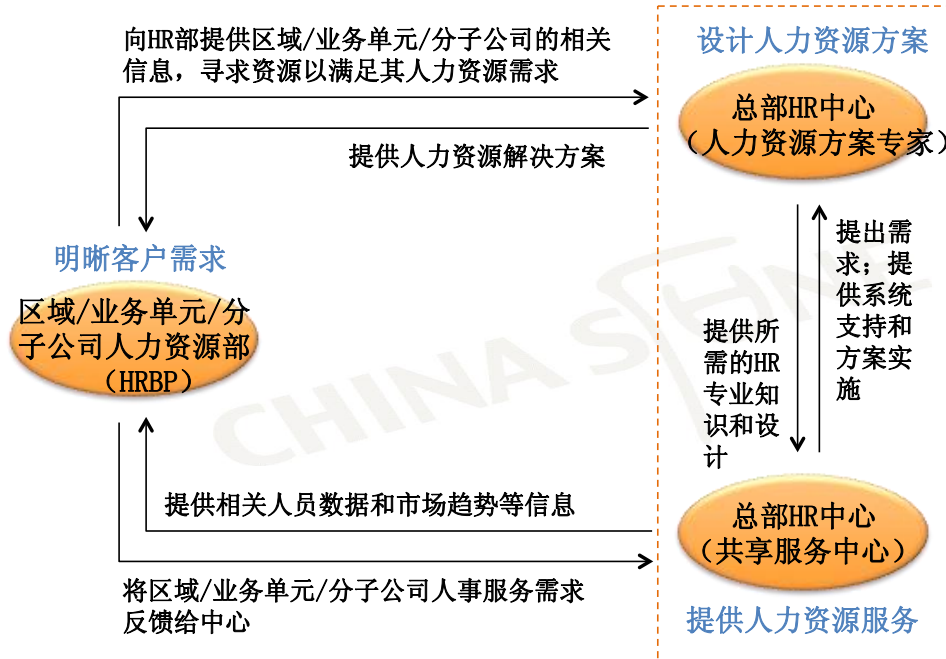 向HR部提供区域/业务单元/分子公司的相关
信息，寻求资源以满足其人力资源需求
设计人力资源方案
总部HR中心
（人力资源方案专家）
提供人力资源解决方案
明晰客户需求
区域/业务单元/分
子公司人力资源部
（HRBP）
提出需
求；提
供系统
支持和
方案实
施
提供所
需的HR
专业知
识和设
计
提供相关人员数据和市场趋势等信息
总部HR中心
（共享服务中心）
将区域/业务单元/分子公司人事服务需求
反馈给中心
提供人力资源服务
CHINA STHNL